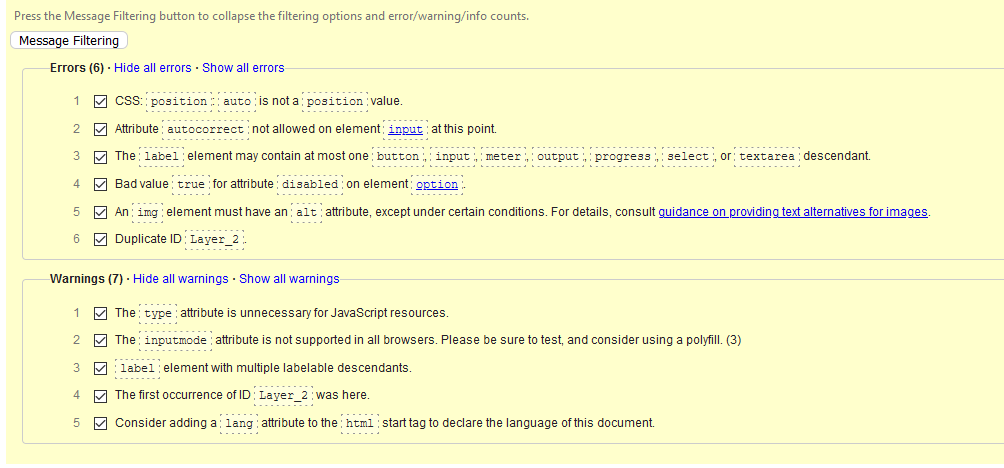 Press the Message Filtering button to collapse the filtering options and error/warning/info counts.
Message Filtering
Errors (6) · Hide all errors · Show all errors
1 CSS: position: auto is not a position value.
2 Attribute autocorrect not allowed on element input at this point.
3 The label element may contain at most one button, input, meter, output, progress, select, or textarea descendant.
4 Bad value true for attribute disabled on element option.
5 An img element must have an alt attribute, except under certain conditions. For details, consult guidance on providing text alternatives for images.
6 Duplicate ID Layer_2.
Warnings (7) · Hide all warnings · Show all warnings
1 The type attribute is unnecessary for JavaScript resources.
2 The inputmode attribute is not supported in all browsers. Please be sure to test, and consider using a polyfill. (3)
3 label element with multiple labelable descendants.
4 The first occurrence of ID Layer_2 was here.
5 Consider adding a lang attribute to the html start tag to declare the language of this document.